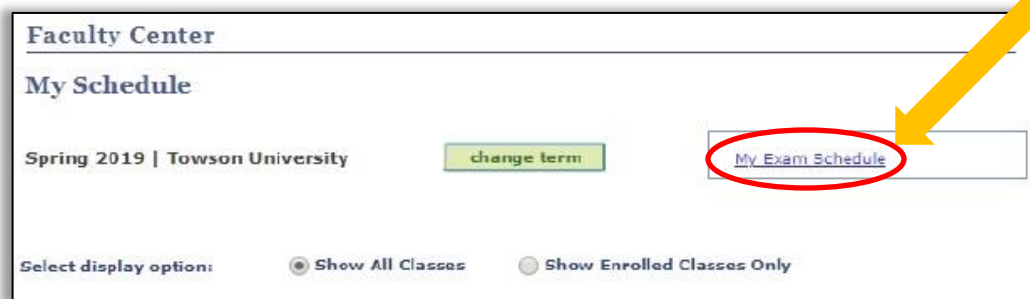 Faculty Center
My Schedule
Spring 2019 | Towson University change term My Exam Schedule
Select display option: Show All Classes Show Enrolled Classes Only